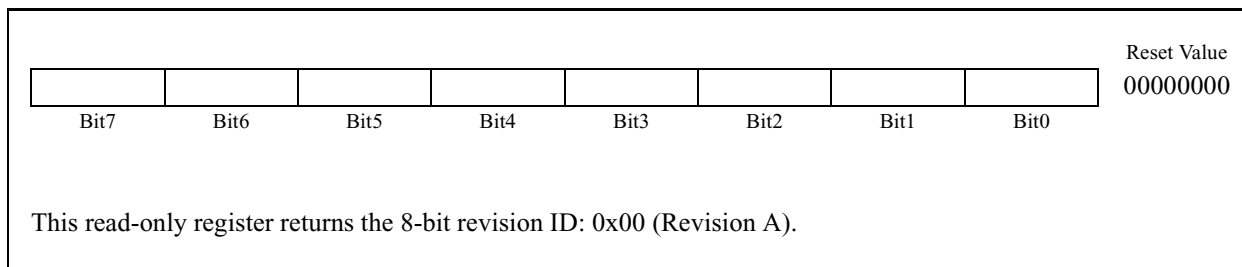 Reset Value
00000000
Bit7 Bit6 Bit5 Bit4 Bit3 Bit2 Bit1 Bit0
This read-only register returns the 8-bit revision ID: 0x00 (Revision A).